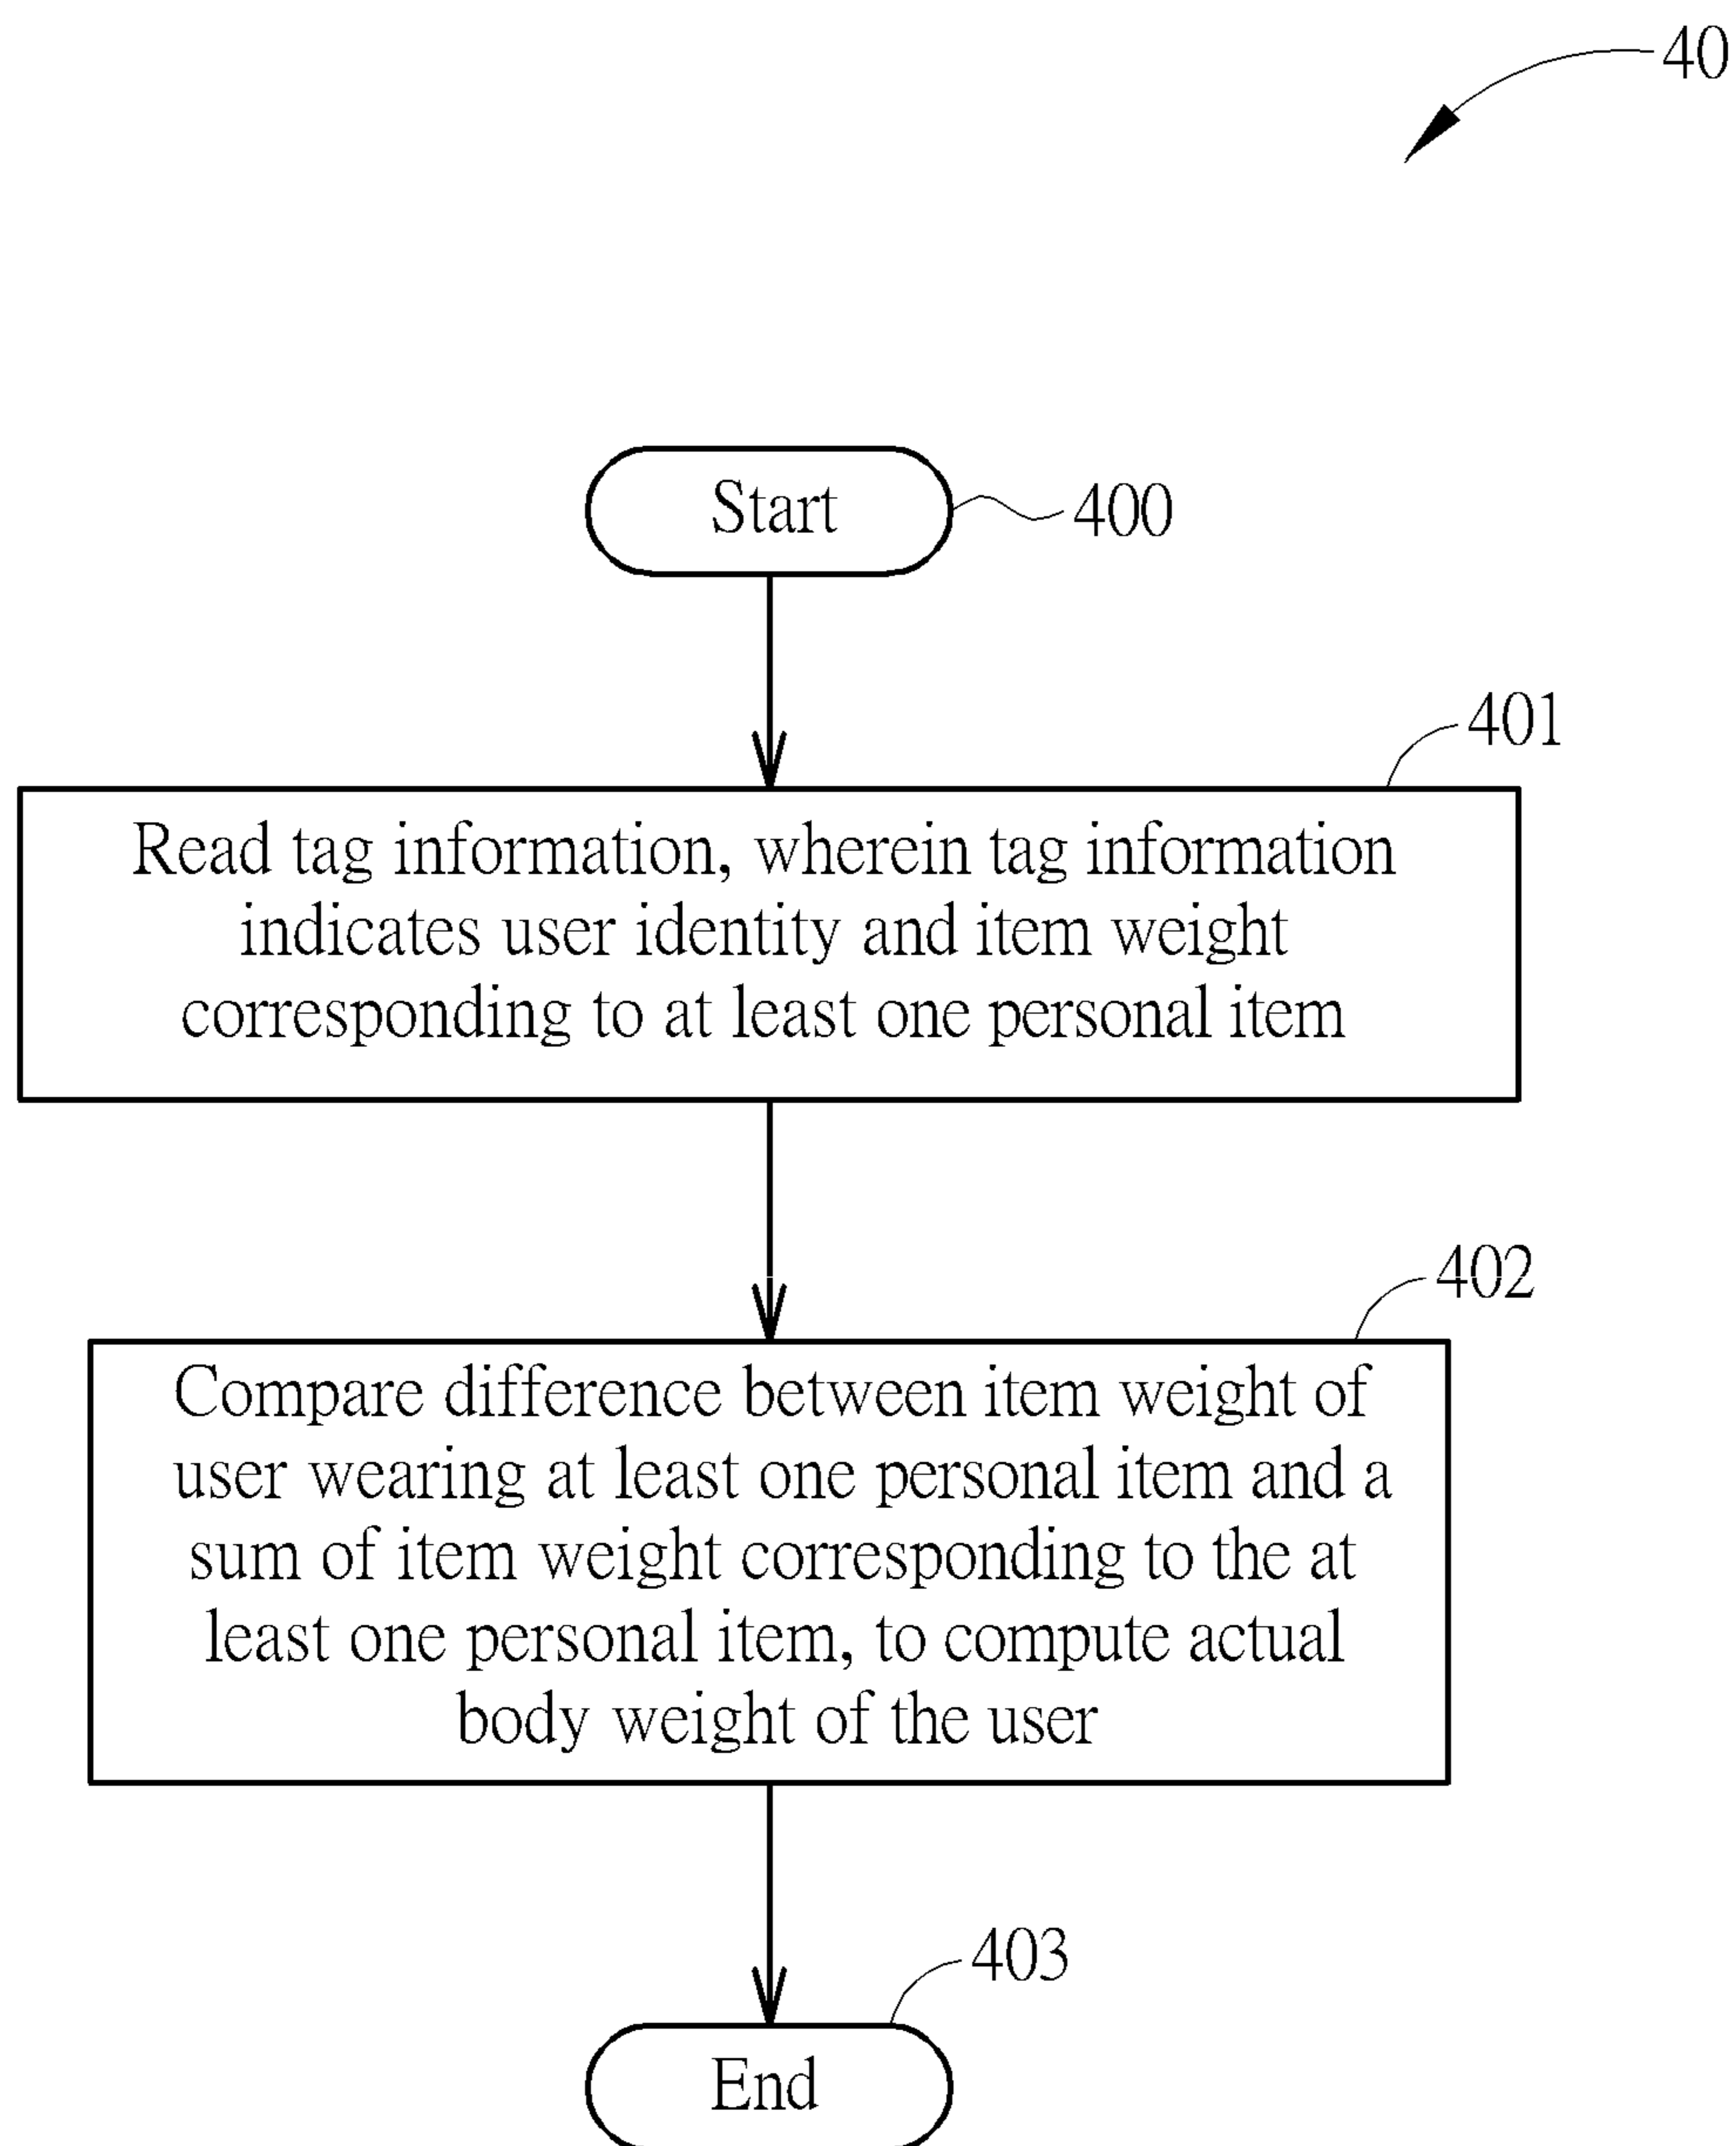 40
Start
400
401
Read tag information, wherein tag information
indicates user identity and item weight
corresponding to at least one personal item
402
Compare difference between item weight of
user wearing at least one personal item and a
sum of item weight corresponding to the at
least one personal item, to compute actual
body weight of the user
403
End